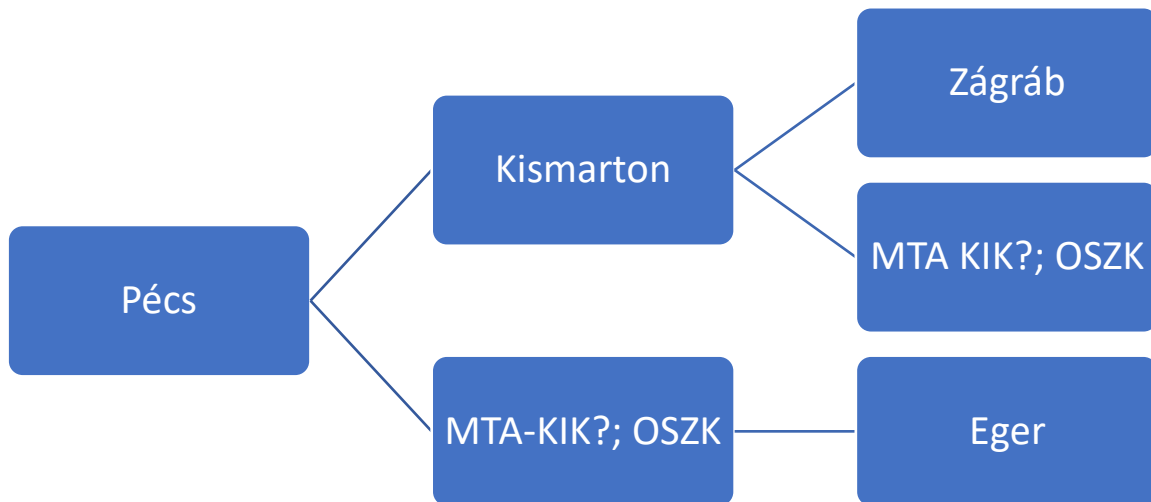 Pécs
Kismarton
MTA-KIK?; OSZK
Zágráb
MTA KIK?; OSZK
Eger